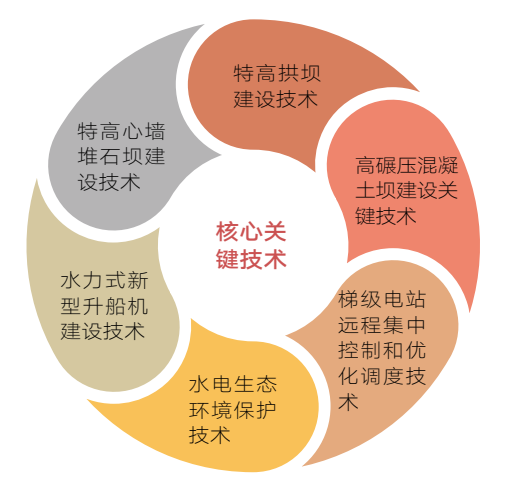 特高拱坝
建设技术
高碾压混凝
土坝建设关
键技术
梯级电站
远程集中
控制和优
化调度技
术
水电生态
环境保护
技术
水力式新
型升船机
建设技术
特高心墙
堆石坝建
设技术
核心关
键技术